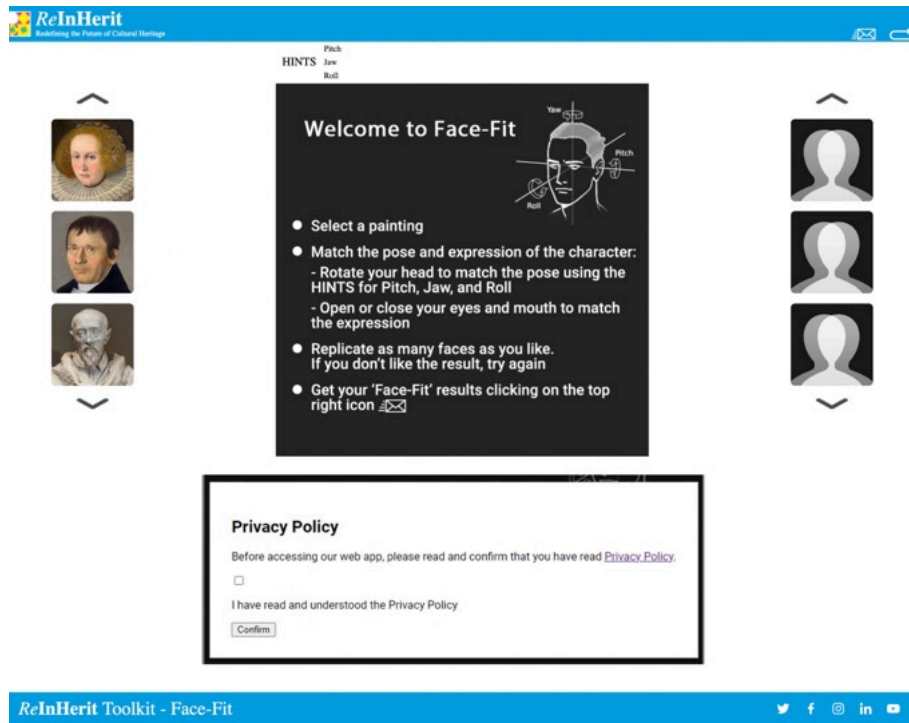 ReInHerit
Redefining the Future of Cultural Heritage
HINTS
Pitch
Jaw
Roll
Welcome to Face-Fit
Yaw
Pitch
Roll
Select a painting
Match the pose and expression of the character:
- Rotate your head to match the pose using the
HINTS for Pitch, Jaw, and Roll
- Open or close your eyes and mouth to match
the expression
Replicate as many faces as you like.
If you don't like the result, try again
Get your 'Face-Fit' results clicking on the top
right icon
Privacy Policy
Before accessing our web app, please read and confirm that you have read Privacy Policy.
I have read and understood the Privacy Policy
Confirm
ReInHerit Toolkit - Face-Fit